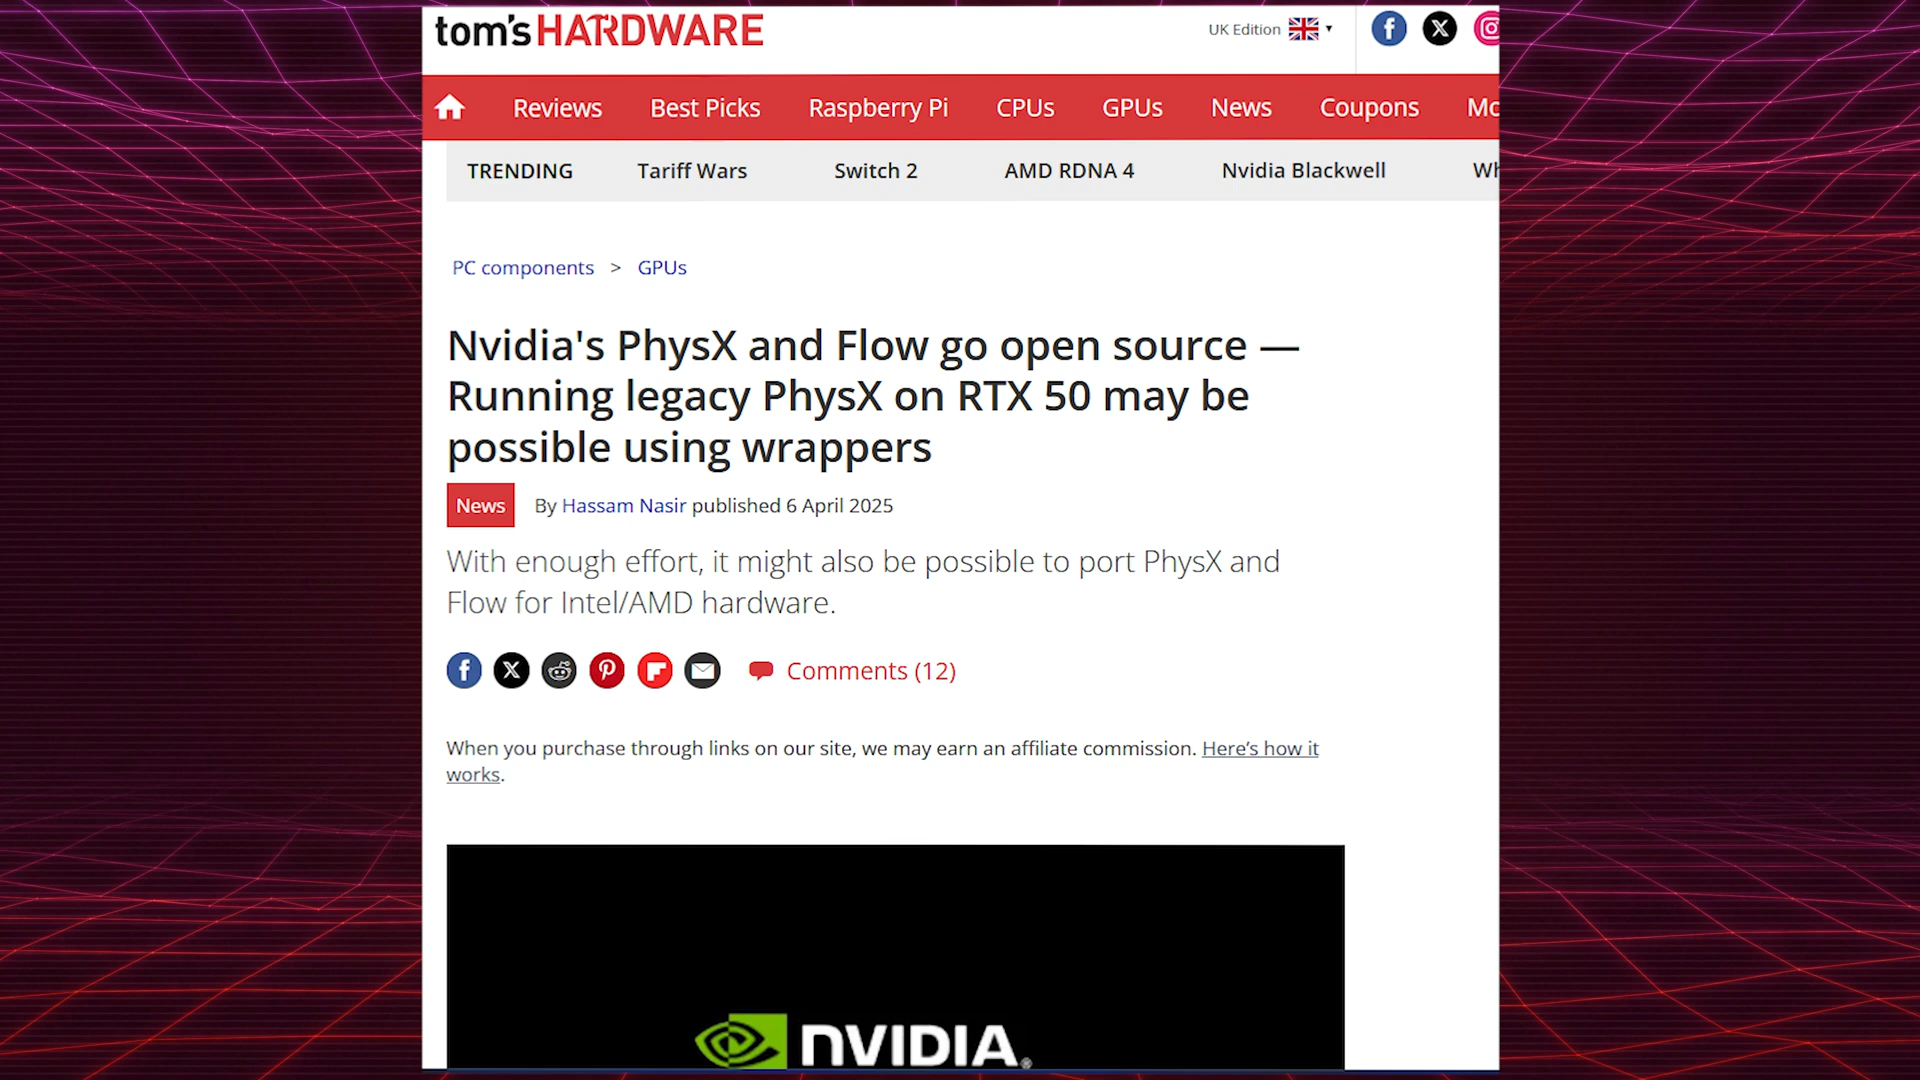 tom's HARDWARE
UK Edition
Reviews Best Picks Raspberry Pi CPUs GPUs News Coupons Mo
TRENDING Tariff Wars Switch 2 AMD RDNA 4 Nvidia Blackwell Wh
PC components > GPUs
Nvidia's PhysX and Flow go open source —
Running legacy PhysX on RTX 50 may be
possible using wrappers
News By Hassam Nasir published 6 April 2025
With enough effort, it might also be possible to port PhysX and
Flow for Intel/AMD hardware.
Comments (12)
When you purchase through links on our site, we may earn an affiliate commission. Here’s how it
works.
NVIDIA®